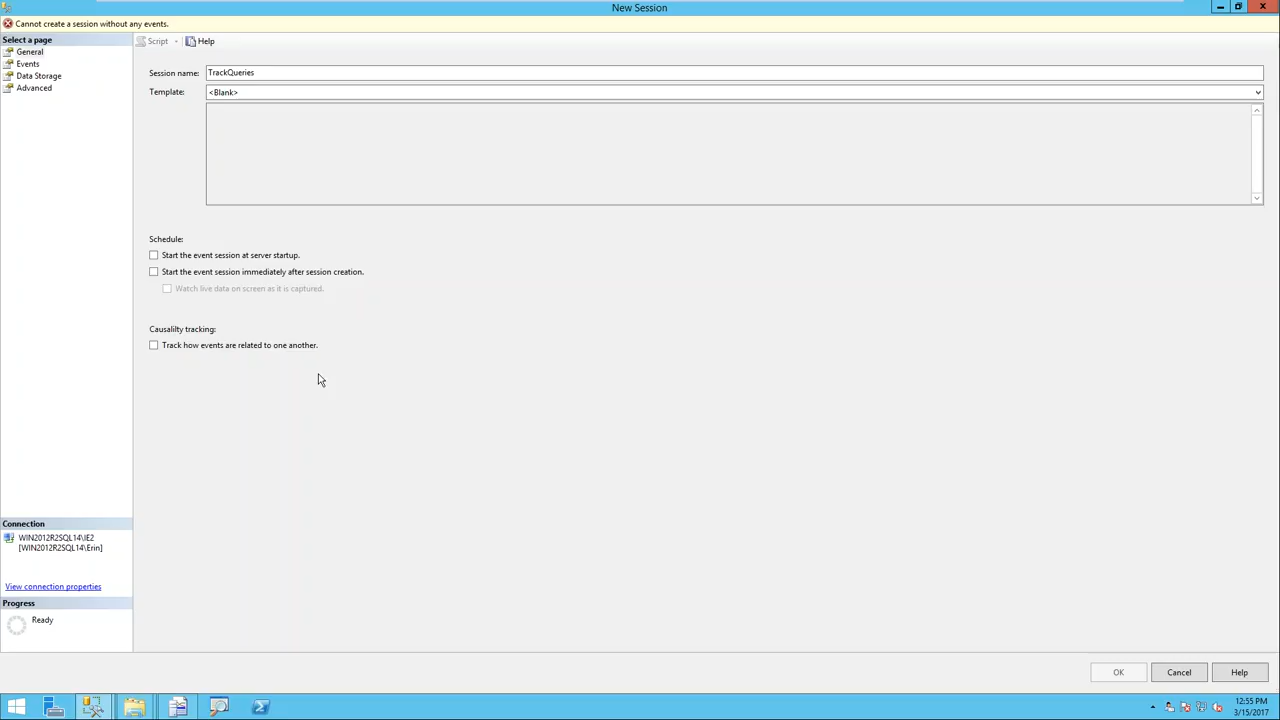 New Session
Cannot create a session without any events.
Select a page
General
Events
Data Storage
Advanced
Script
Help
Session name:
TrackQueries
Template:
<Blank>
Schedule:
Start the event session at server startup.
Start the event session immediately after session creation.
Watch live data on screen as it is captured.
Causalilty tracking:
Track how events are related to one another.
Connection
WIN2012R2SQL14\IE2
[WIN2012R2SQL14\Erin]
View connection properties
Progress
Ready
OK
Cancel
Help
12:55 PM
3/15/2017